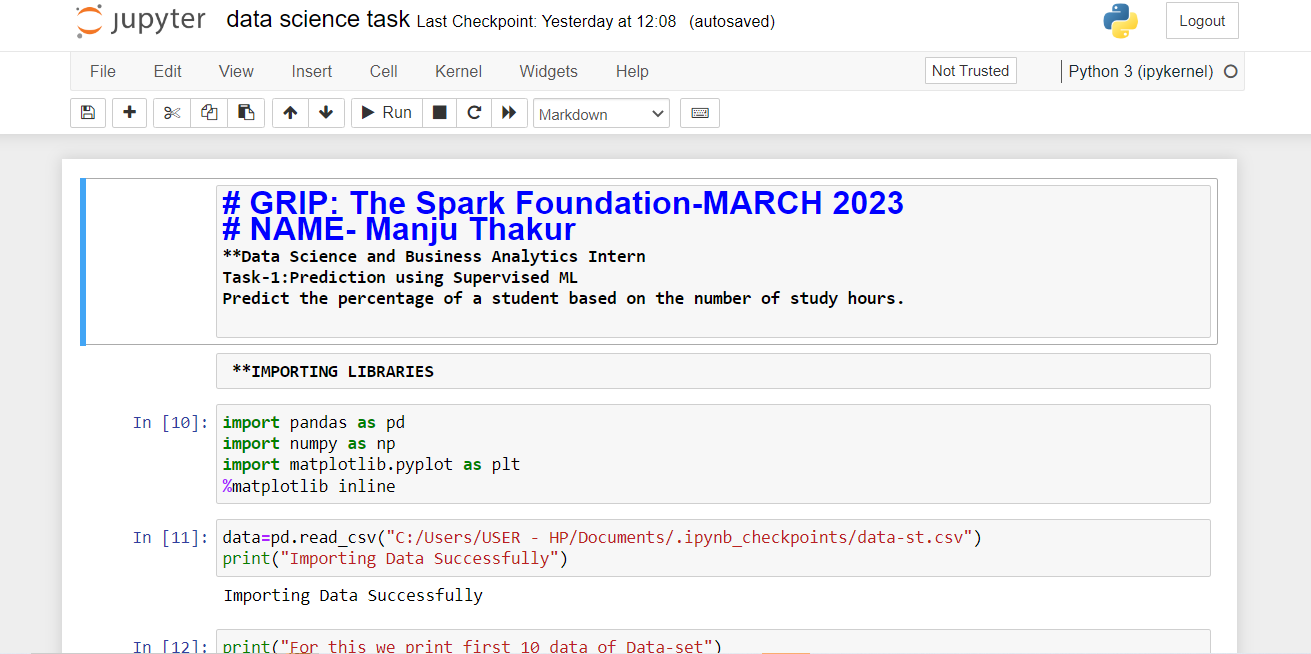 jupyter data science task Last Checkpoint: Yesterday at 12:08 (autosaved) Logout
File Edit View Insert Cell Kernel Widgets Help Not Trusted Python 3 (ipykernel)
Run Markdown
# GRIP: The Spark Foundation-MARCH 2023
# NAME- Manju Thakur
**Data Science and Business Analytics Intern
Task-1:Prediction using Supervised ML
Predict the percentage of a student based on the number of study hours.
**IMPORTING LIBRARIES
In [10]: import pandas as pd
import numpy as np
import matplotlib.pyplot as plt
%matplotlib inline
In [11]: data=pd.read_csv("C:/Users/USER - HP/Documents/.ipynb_checkpoints/data-st.csv")
print("Importing Data Successfully")
Importing Data Successfully
In [12]: print("For this we print first 10 data of Data-set")